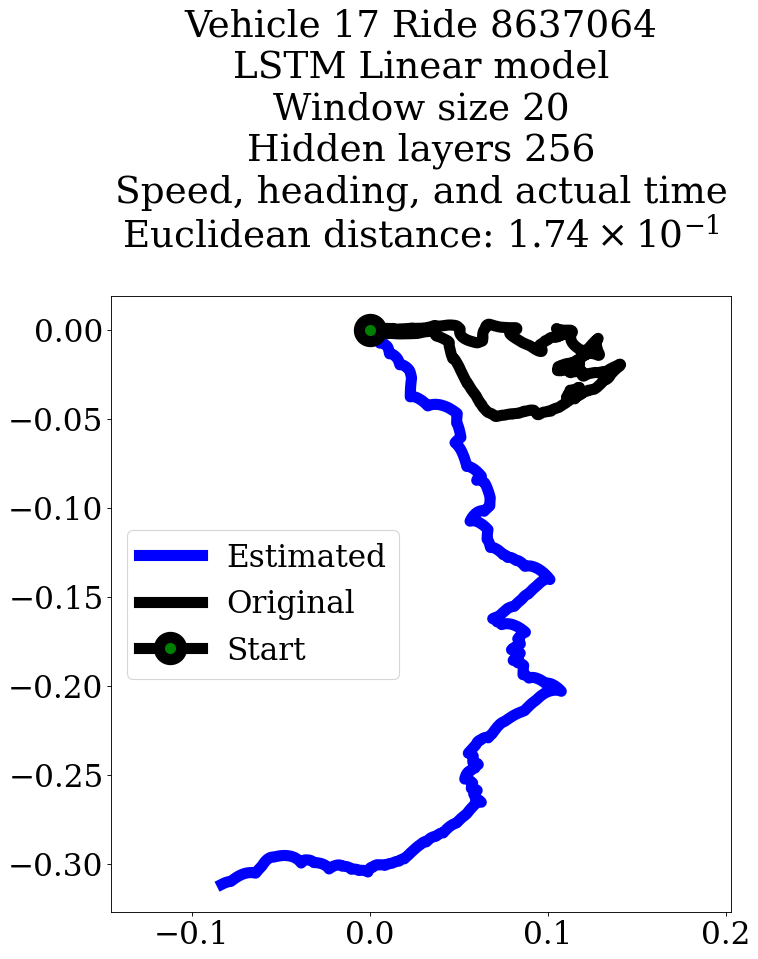 Vehicle 17 Ride 8637064
LSTM Linear model
Window size 20
Hidden layers 256
Speed, heading, and actual time
Euclidean distance: 1.74 × 10⁻¹
0.00
−0.05
−0.10
−0.15
−0.20
−0.25
−0.30
Estimated
Original
Start
−0.1
0.0
0.1
0.2